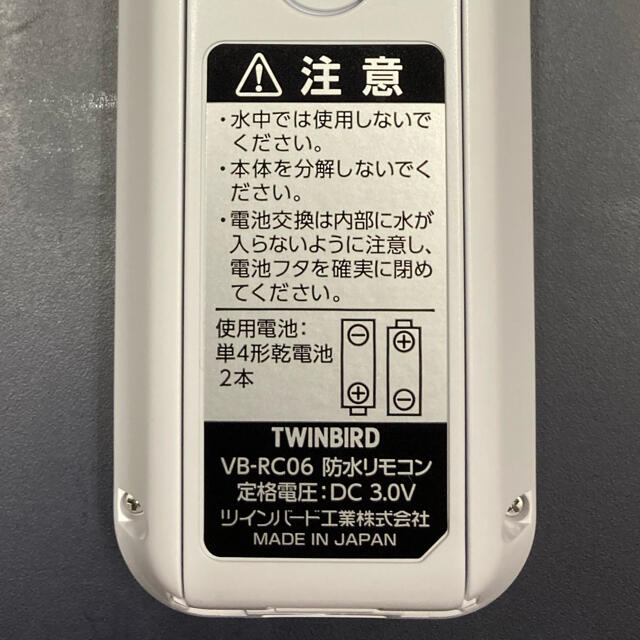 注意
・水中では使用しないで
ください。
・本体を分解しないでく
ださい。
・電池交換は内部に水が
入らないように注意し、
電池フタを確実に閉め
てください。
使用電池：
単4形乾電池
2本
TWINBIRD
VB-RC06 防水リモコン
定格電圧：DC 3.0V
ツインバード工業株式会社
MADE IN JAPAN